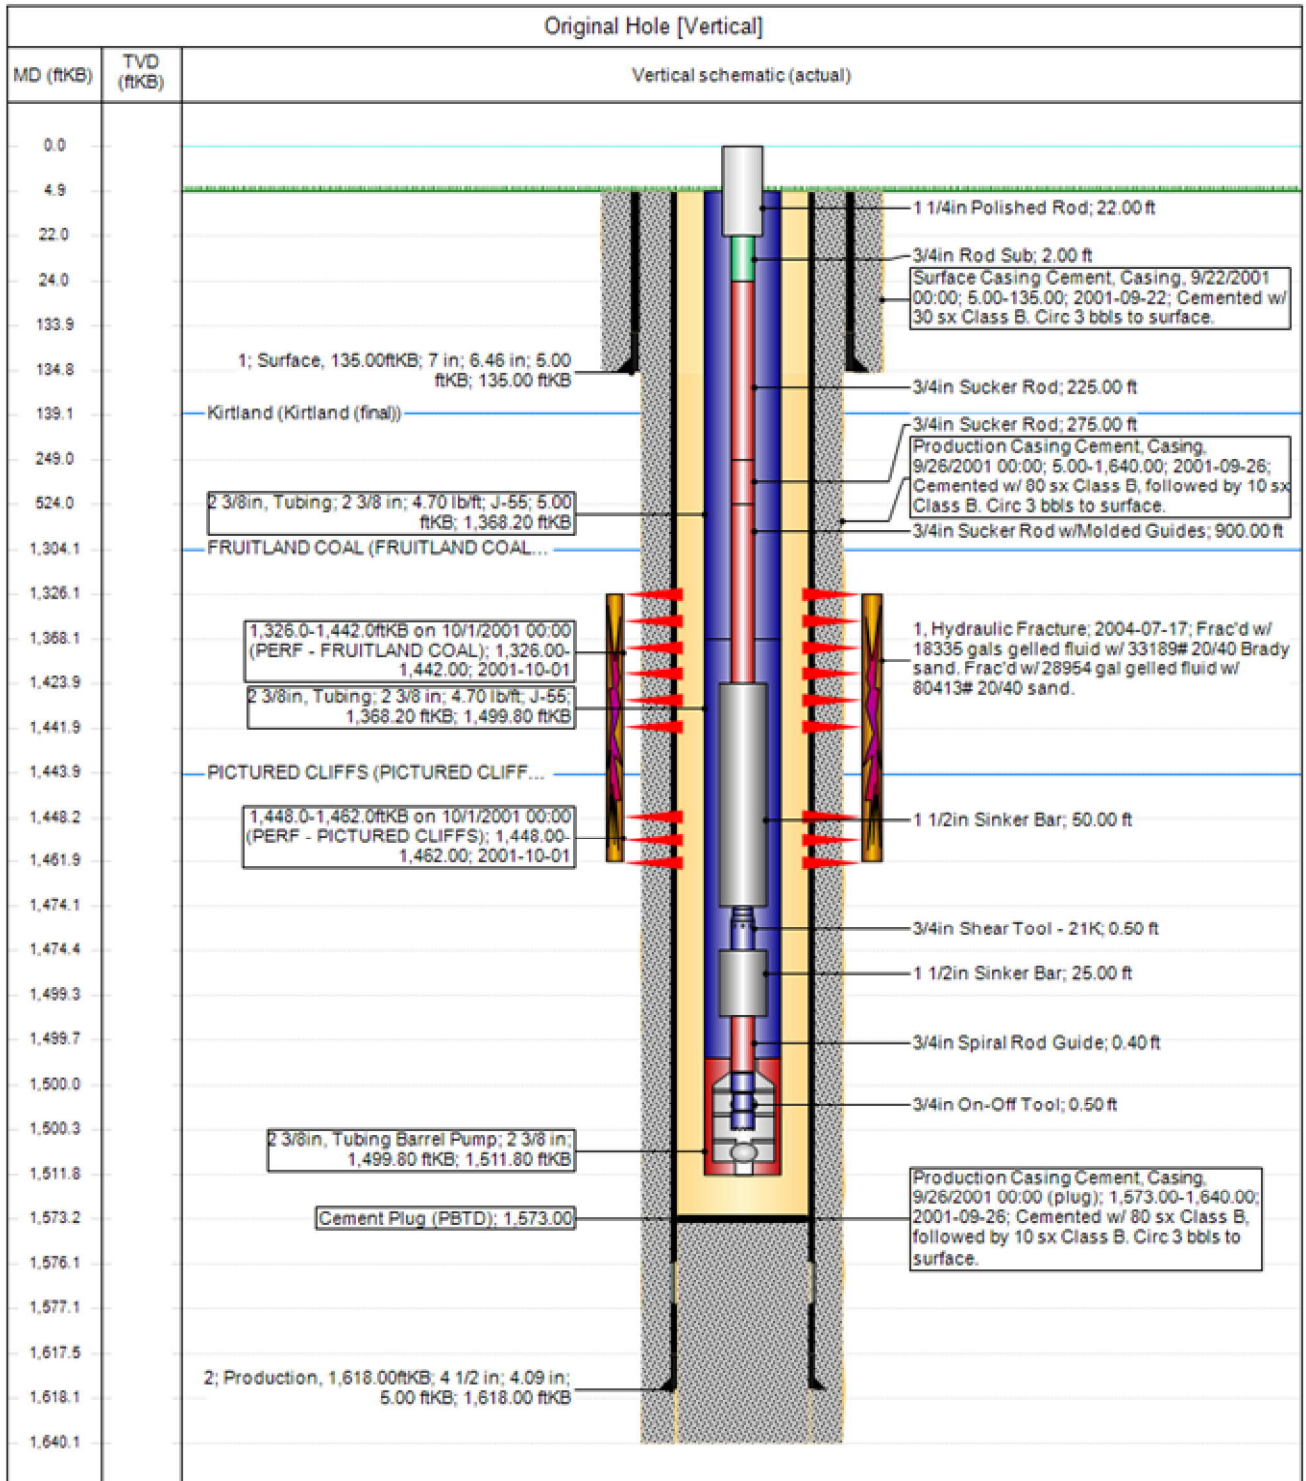 Original Hole [Vertical]
MD (ftKB)
TVD
(ftKB)
Vertical schematic (actual)
0.0
4.9
22.0
24.0
133.9
134.8
139.1
249.0
524.0
1,304.1
1,326.1
1,368.1
1,423.9
1,441.9
1,443.9
1,448.2
1,461.9
1,474.1
1,474.4
1,499.3
1,499.7
1,500.0
1,500.3
1,511.8
1,573.2
1,576.1
1,577.1
1,617.5
1,618.1
1,640.1
1; Surface, 135.00ftKB; 7 in; 6.46 in; 5.00
ftKB; 135.00 ftKB
Kirtland (Kirtland (final))
2 3/8in, Tubing; 2 3/8 in; 4.70 lb/ft; J-55; 5.00
ftKB; 1,368.20 ftKB
FRUITLAND COAL (FRUITLAND COAL...
1,326.0-1,442.0ftKB on 10/1/2001 00:00
(PERF - FRUITLAND COAL); 1,326.00-
1,442.00; 2001-10-01
2 3/8in, Tubing; 2 3/8 in; 4.70 lb/ft; J-55;
1,368.20 ftKB; 1,499.80 ftKB
PICTURED CLIFFS (PICTURED CLIFF...
1,448.0-1,462.0ftKB on 10/1/2001 00:00
(PERF - PICTURED CLIFFS); 1,448.00-
1,462.00; 2001-10-01
2 3/8in, Tubing Barrel Pump; 2 3/8 in;
1,499.80 ftKB; 1,511.80 ftKB
Cement Plug (PBTD); 1,573.00
2; Production, 1,618.00ftKB; 4 1/2 in; 4.09 in;
5.00 ftKB; 1,618.00 ftKB
1 1/4in Polished Rod; 22.00 ft
3/4in Rod Sub; 2.00 ft
Surface Casing Cement, Casing, 9/22/2001
00:00; 5.00-135.00; 2001-09-22; Cemented w/
30 sx Class B. Circ 3 bbls to surface.
3/4in Sucker Rod; 225.00 ft
3/4in Sucker Rod; 275.00 ft
Production Casing Cement, Casing,
9/26/2001 00:00; 5.00-1,640.00; 2001-09-26;
Cemented w/ 80 sx Class B, followed by 10 sx
Class B. Circ 3 bbls to surface.
3/4in Sucker Rod w/Molded Guides; 900.00 ft
1, Hydraulic Fracture; 2004-07-17; Frac'd w/
18335 gals gelled fluid w/ 33189# 20/40 Brady
sand. Frac'd w/ 28954 gal gelled fluid w/
80413# 20/40 sand.
1 1/2in Sinker Bar; 50.00 ft
3/4in Shear Tool - 21K; 0.50 ft
1 1/2in Sinker Bar; 25.00 ft
3/4in Spiral Rod Guide; 0.40 ft
3/4in On-Off Tool; 0.50 ft
Production Casing Cement, Casing,
9/26/2001 00:00 (plug); 1,573.00-1,640.00;
2001-09-26; Cemented w/ 80 sx Class B,
followed by 10 sx Class B. Circ 3 bbls to
surface.